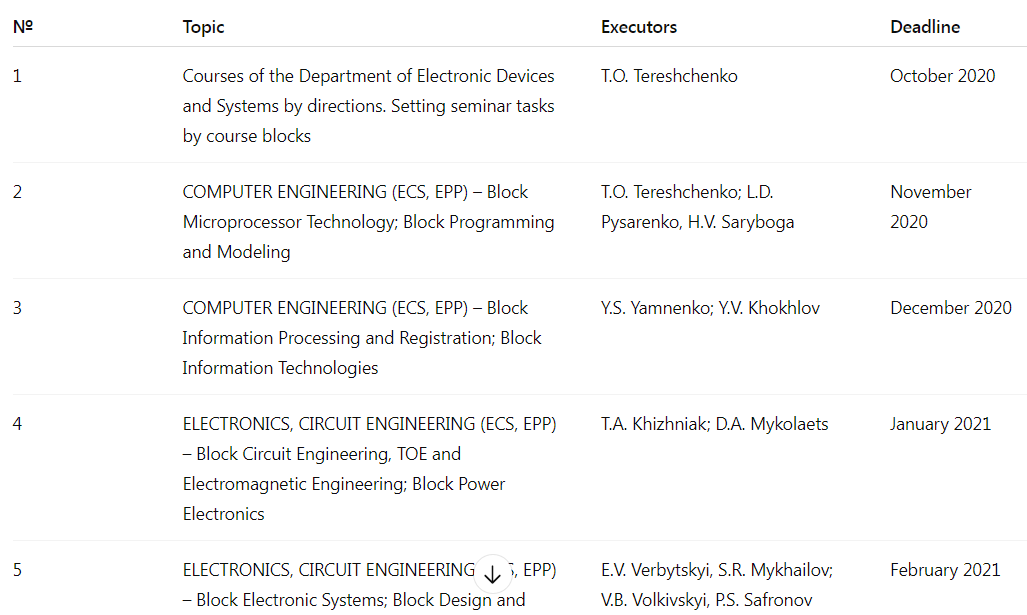 № Topic Executors Deadline
1 Courses of the Department of Electronic Devices T.O. Tereshchenko October 2020
and Systems by directions. Setting seminar tasks
by course blocks
2 COMPUTER ENGINEERING (ECS, EPP) – Block T.O. Tereshchenko; L.D. November
Microprocessor Technology; Block Programming Pysarenko, H.V. Saryboga 2020
and Modeling
3 COMPUTER ENGINEERING (ECS, EPP) – Block Y.S. Yamnenko; Y.V. Khokhlov December 2020
Information Processing and Registration; Block
Information Technologies
4 ELECTRONICS, CIRCUIT ENGINEERING (ECS, EPP) T.A. Khizhniak; D.A. Mykolaets January 2021
– Block Circuit Engineering, TOE and
Electromagnetic Engineering; Block Power
Electronics
5 ELECTRONICS, CIRCUIT ENGINEERING EPP) E.V. Verbytskyi, S.R. Mykhailov; February 2021
– Block Electronic Systems; Block Design and V.B. Volkivskyi, P.S. Safronov